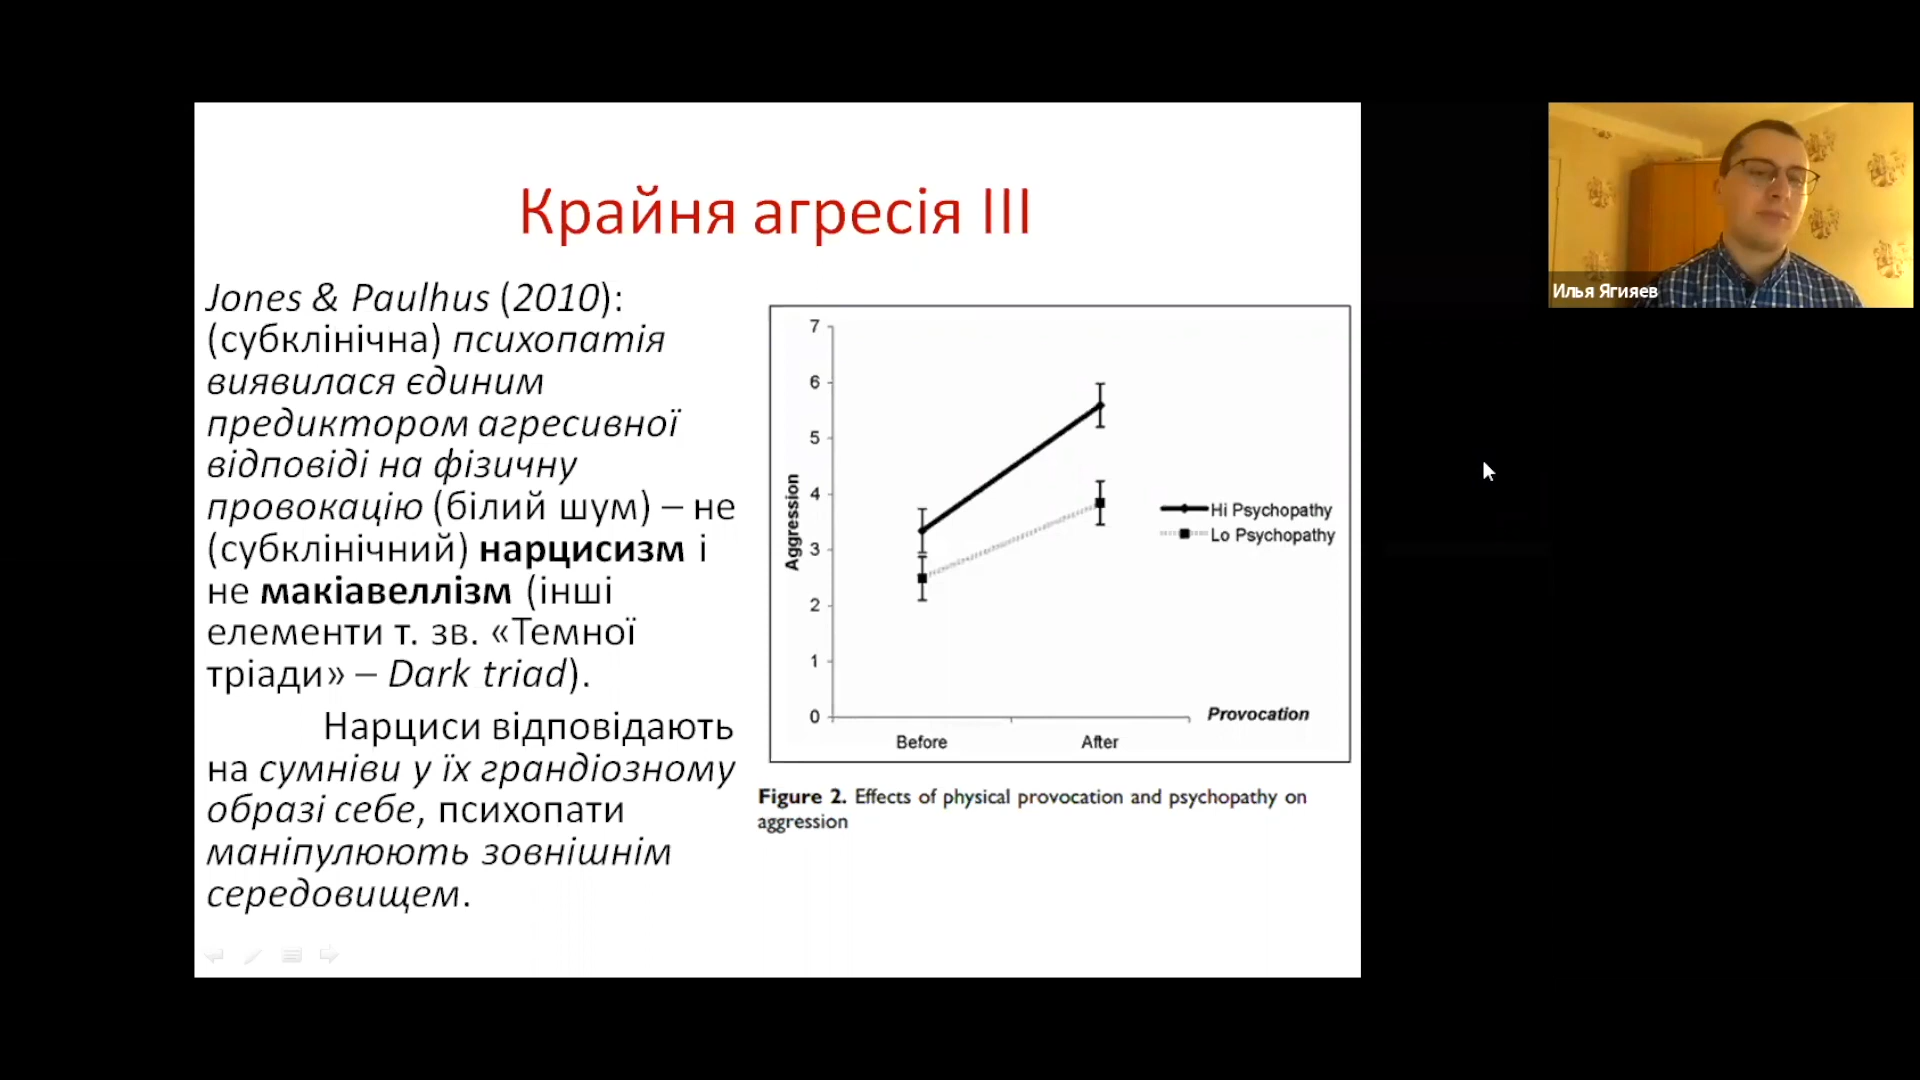 Крайня агресія III
Jones & Paulhus (2010):
(субклінічна) психопатія
виявилася єдиним
предиктором агресивної
відповіді на фізичну
провокацію (білий шум) – не
(субклінічний) нарцисизм і
не макіавеллізм (інші
елементи т. зв. «Темної
тріади» – Dark triad).
Нарциси відповідають
на сумніви у їх грандіозному
образі себе, психопати
маніпулюють зовнішнім
середовищем.
7
6
5
4
3
2
1
0
Aggression
Before
After
Provocation
Hi Psychopathy
Lo Psychopathy
Figure 2. Effects of physical provocation and psychopathy on
aggression
Илья Ягияев